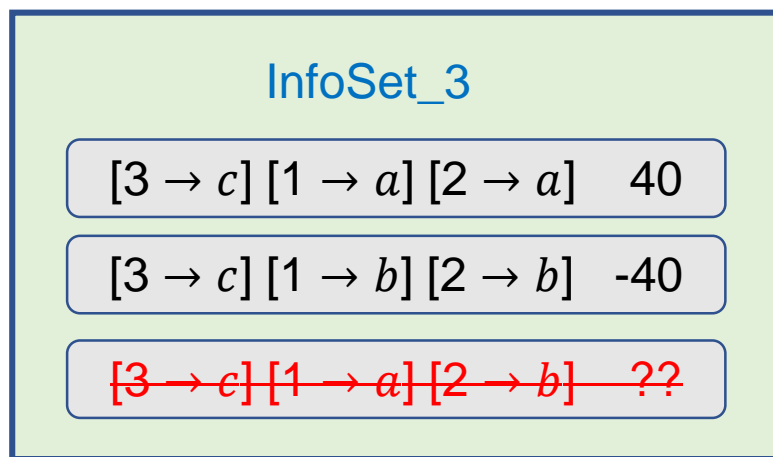 InfoSet_3
[3 → c] [1 → a] [2 → a] 40
[3 → c] [1 → b] [2 → b] -40
[3 → c] [1 → a] [2 → b] ??